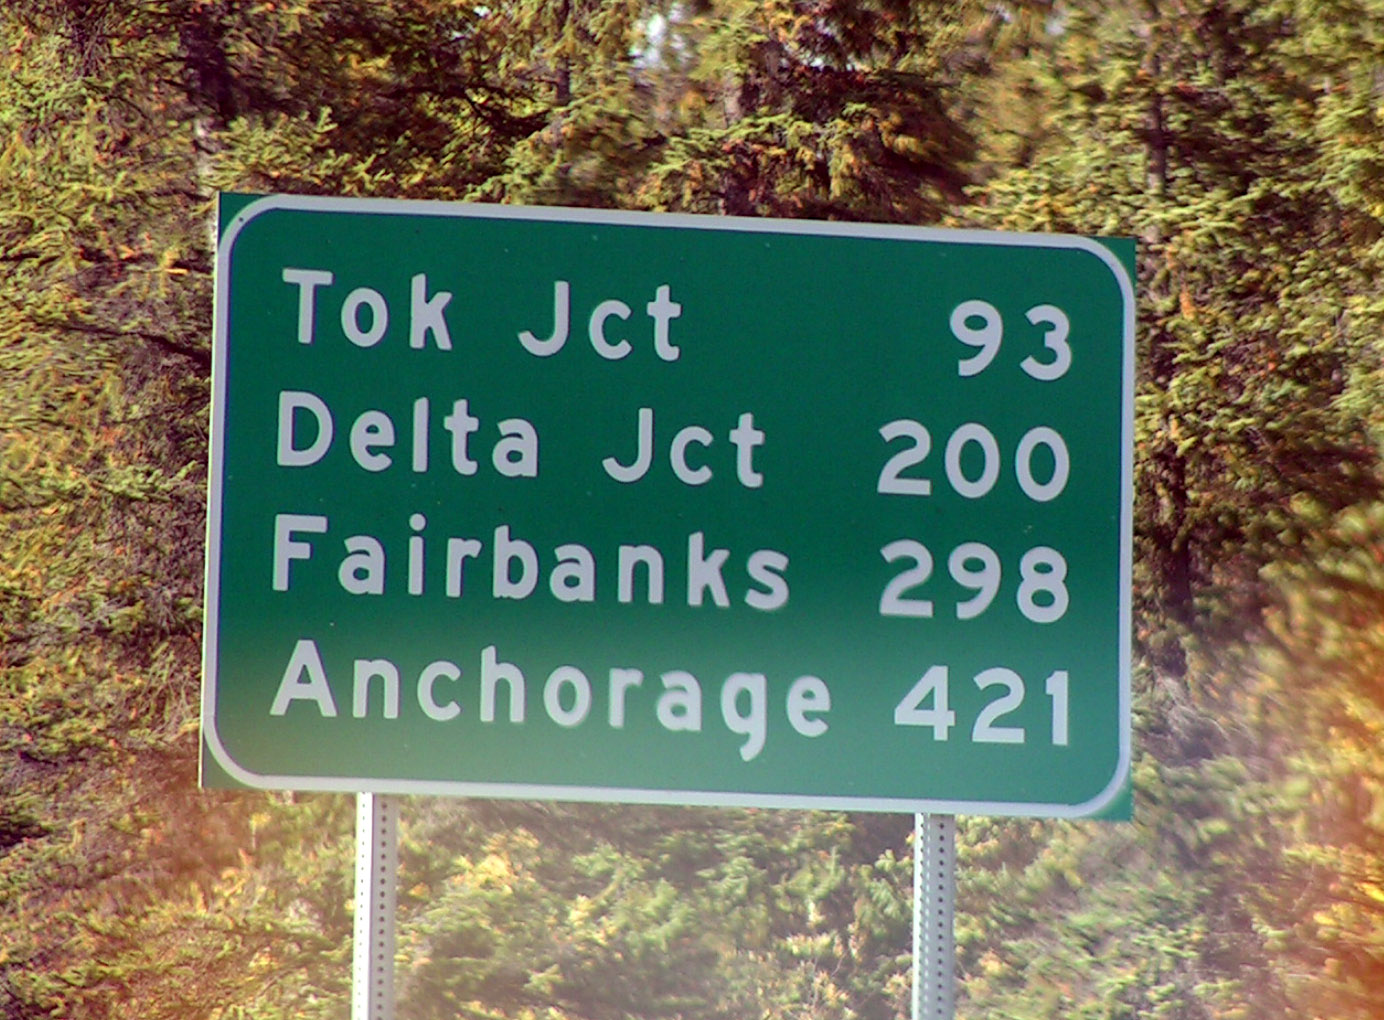 Tok Jct 93
Delta Jct 200
Fairbanks 298
Anchorage 421